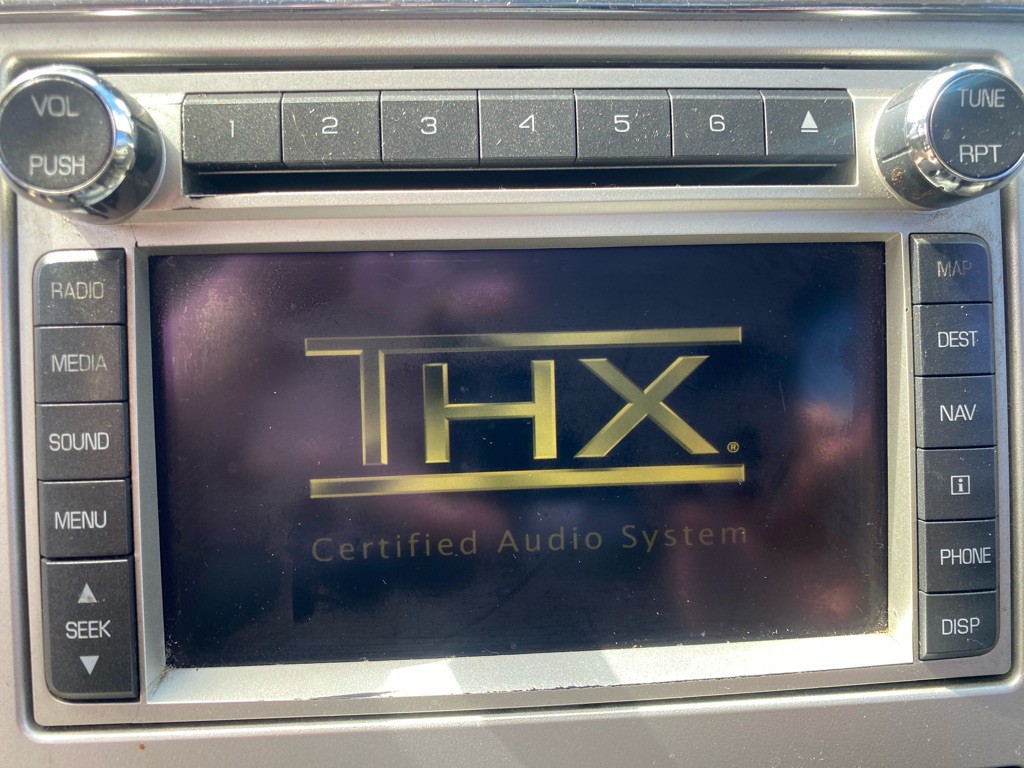 VOL
PUSH
1 2 3 4 5 6
TUNE
RPT
RADIO
MEDIA
SOUND
MENU
SEEK
THX®
Certified Audio System
MAP
DEST
NAV
i
PHONE
DISP